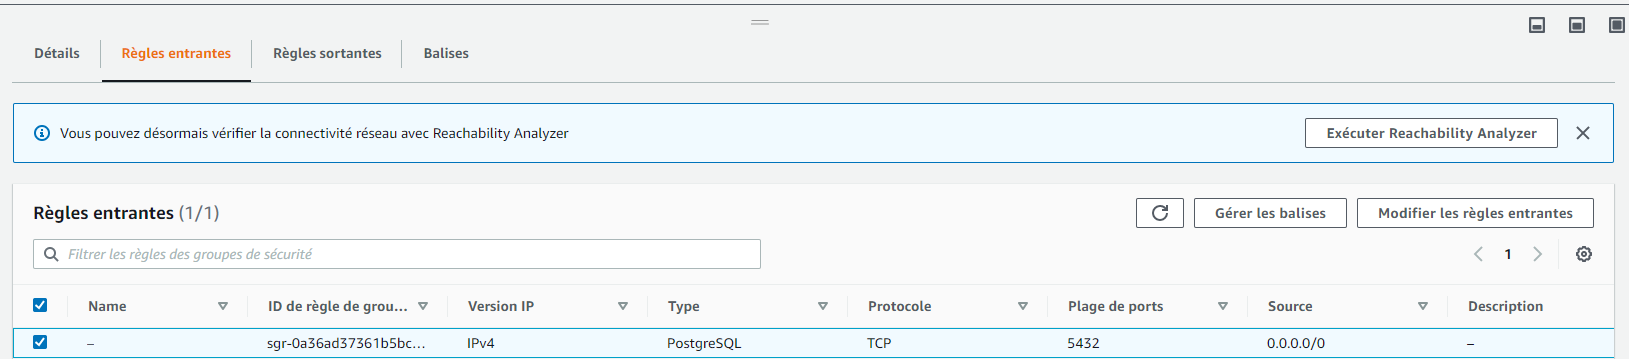 Détails Règles entrantes Règles sortantes Balises
Vous pouvez désormais vérifier la connectivité réseau avec Reachability Analyzer Exécuter Reachability Analyzer
Règles entrantes (1/1) Gérer les balises Modifier les règles entrantes
Filtrer les règles des groupes de sécurité 1
Name ID de règle de grou... Version IP Type Protocole Plage de ports Source Description
– sgr-0a36ad37361b5bc... IPv4 PostgreSQL TCP 5432 0.0.0.0/0 –